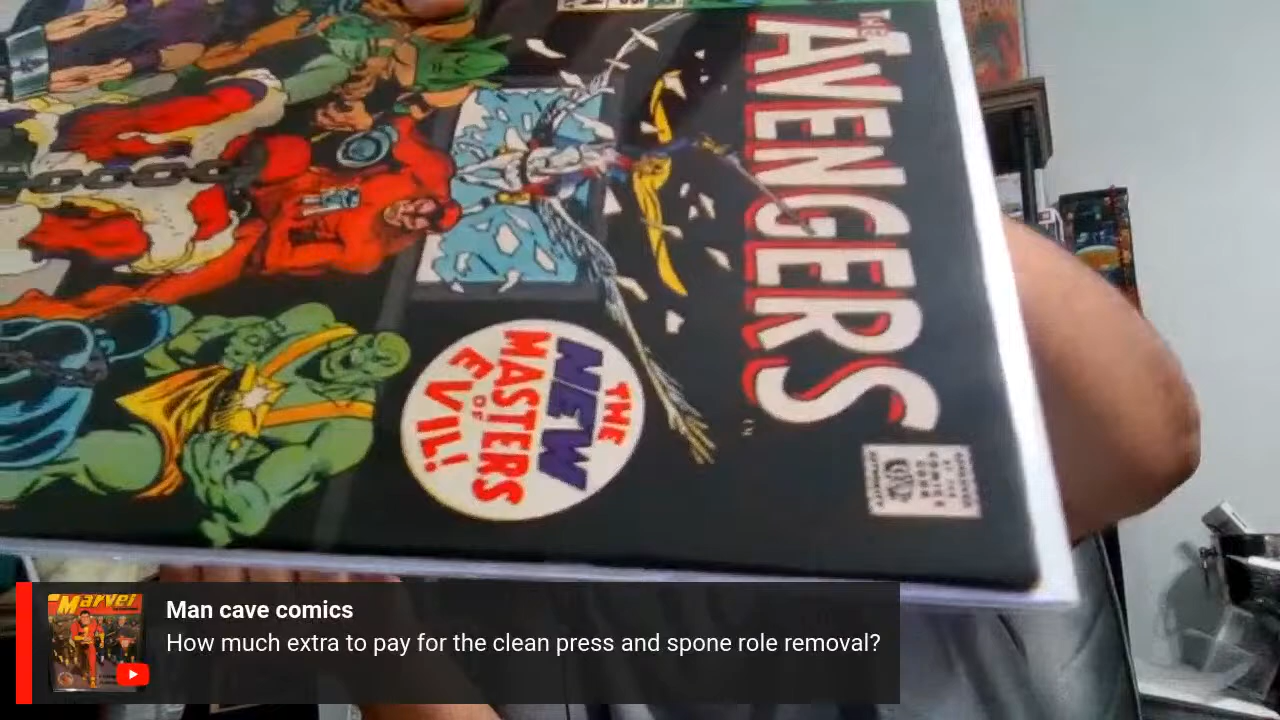 THE
AVENGERS
APPROVED
BY THE
COMICS
CODE
AUTHORITY
THE
NEW
MASTERS
OF
EVIL!
Marvel
Man cave comics
How much extra to pay for the clean press and spone role removal?